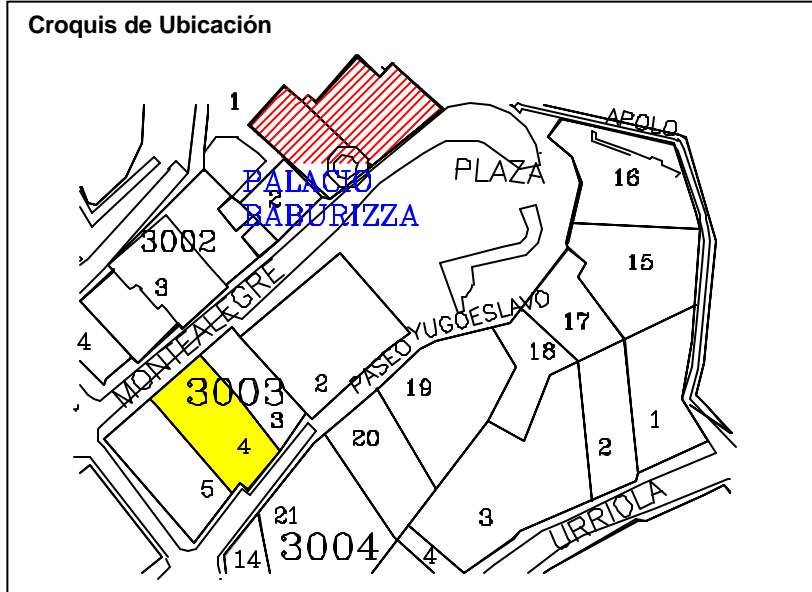 Croquis de Ubicación
1
APOLO
PLAZA
16
PALACIO
2
BABURIZZA
3002
15
3
MONTEALEGRE
4
PASEO YUGOESLAVO
17
18
2
19
3003
3
1
4
20
2
5
3
URRIOLA
21
3004
14
4